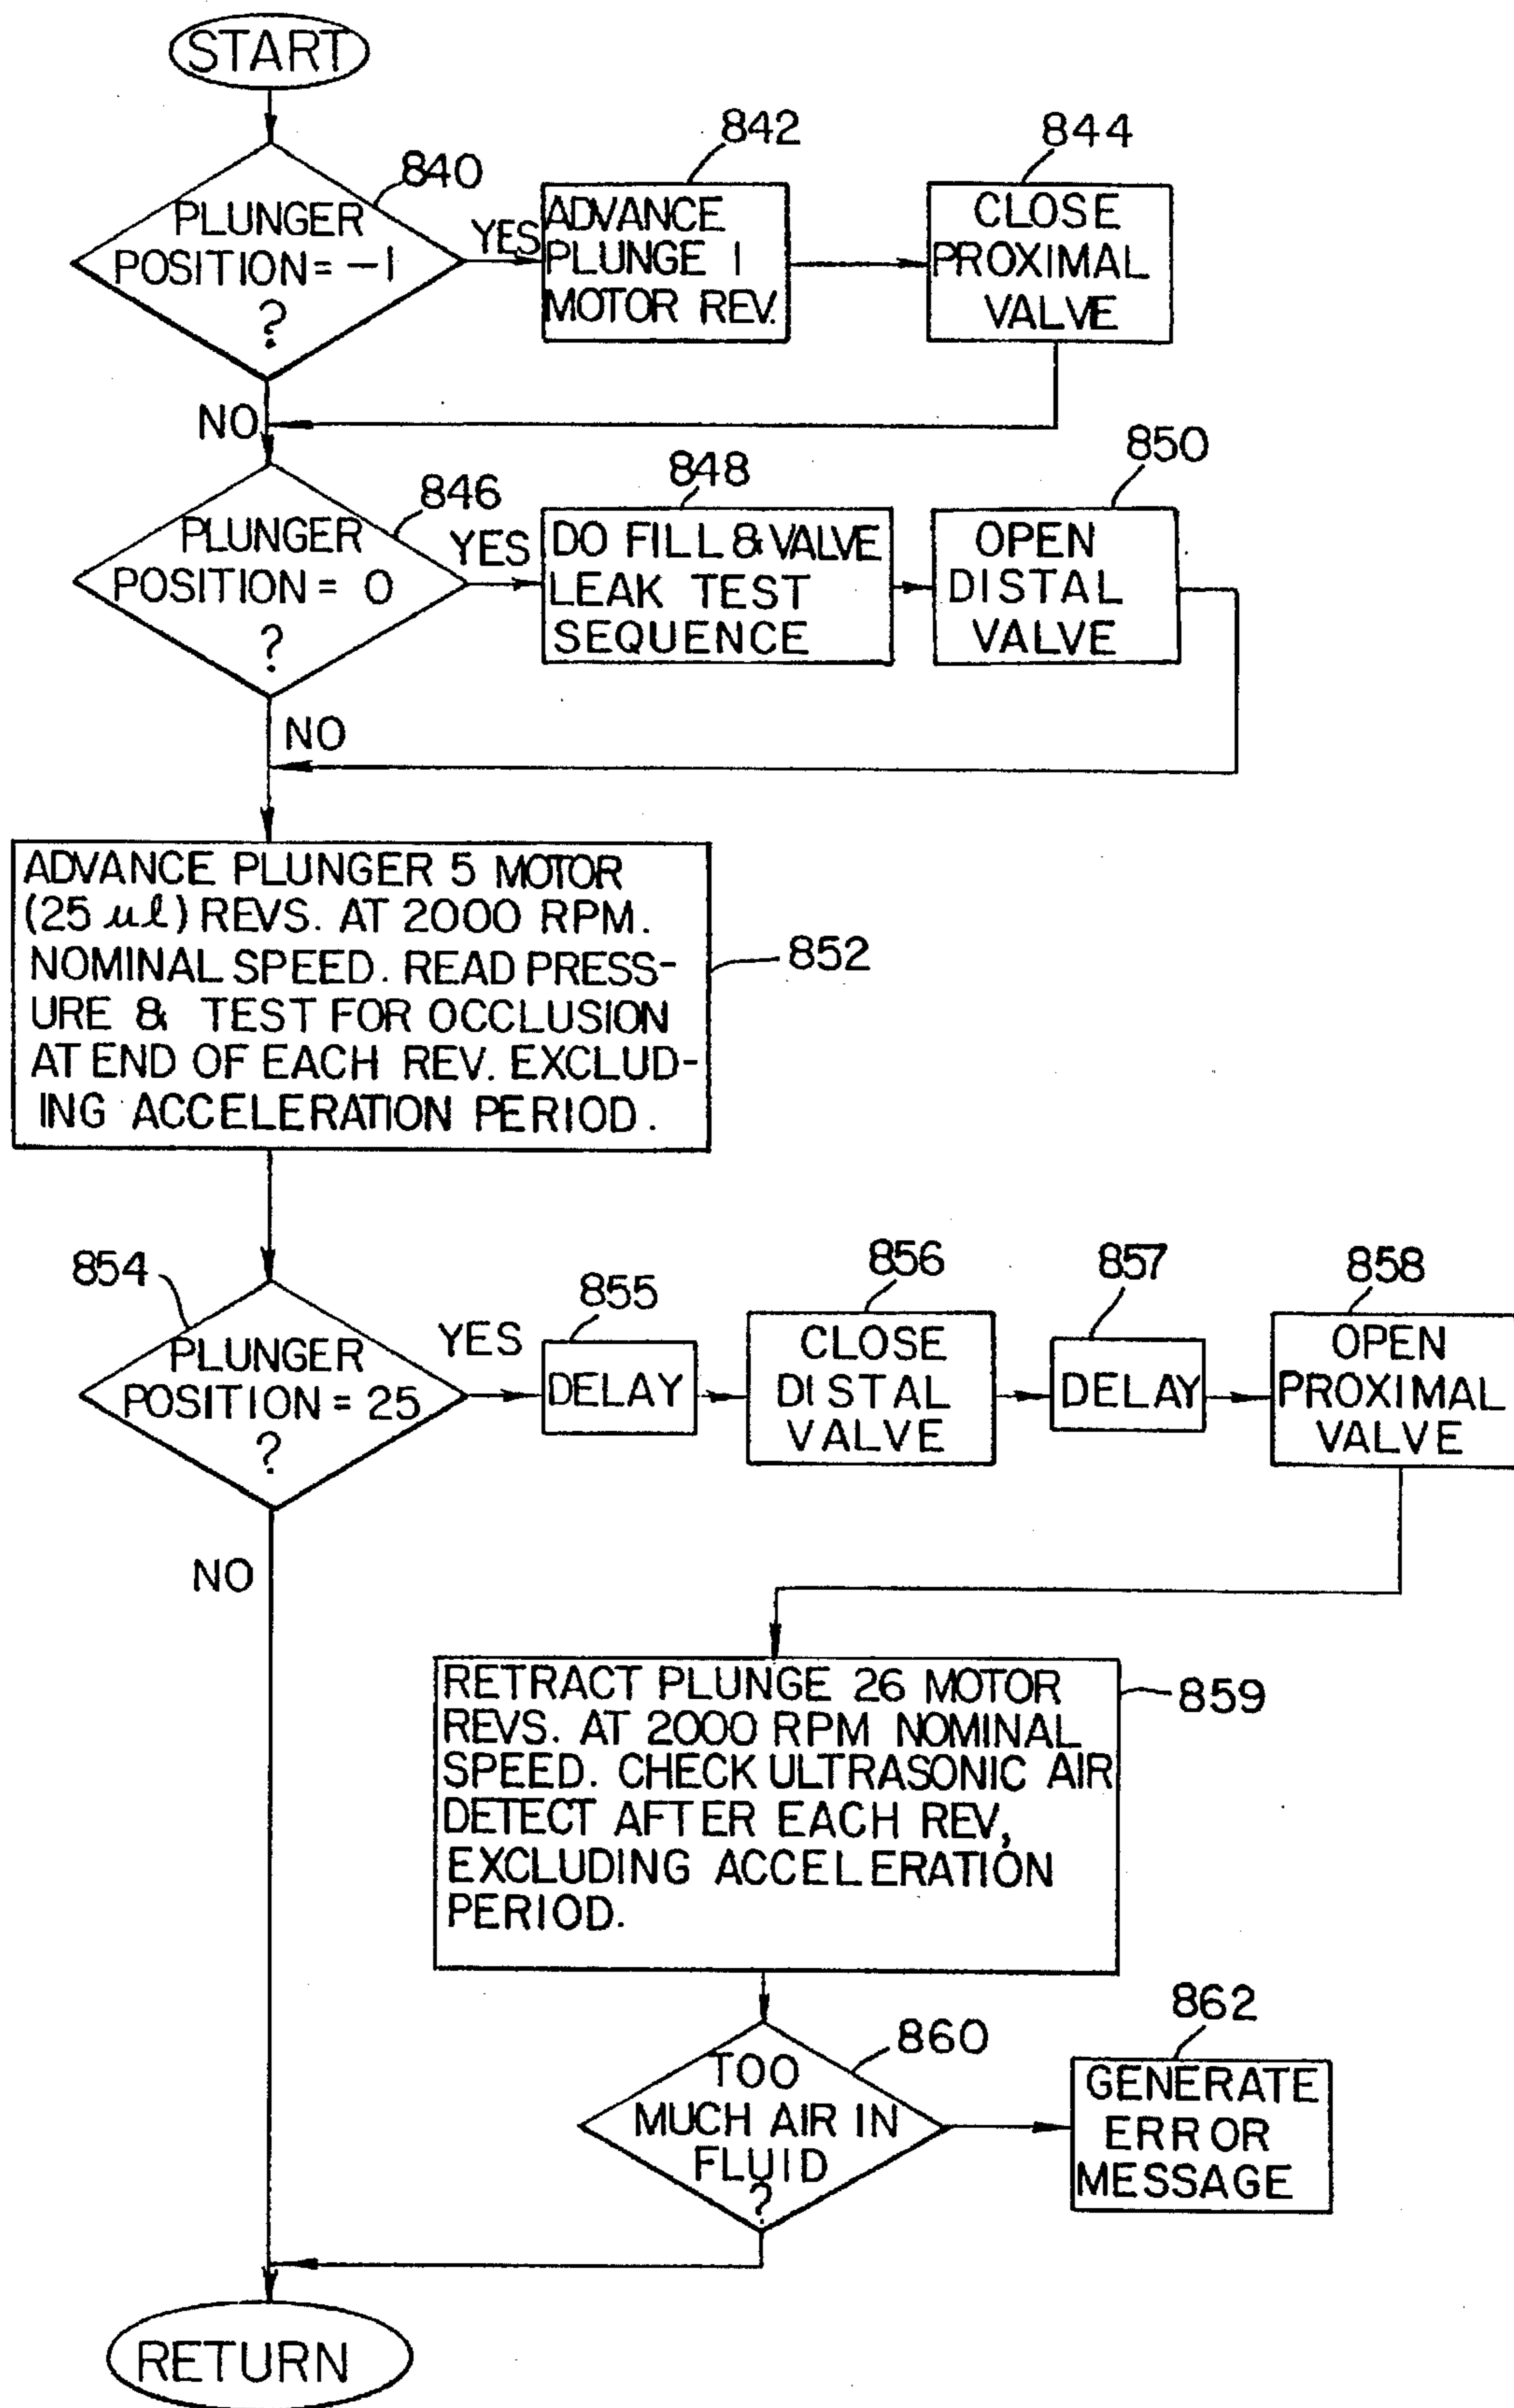 START
840
PLUNGER
POSITION = -1
?
YES
842
ADVANCE
PLUNGE 1
MOTOR REV.
844
CLOSE
PROXIMAL
VALVE
NO
846
PLUNGER
POSITION = 0
?
YES
848
DO FILL & VALVE
LEAK TEST
SEQUENCE
850
OPEN
DISTAL
VALVE
NO
ADVANCE PLUNGER 5 MOTOR
(25 µl) REVS. AT 2000 RPM.
NOMINAL SPEED. READ PRESS-
URE & TEST FOR OCCLUSION
AT END OF EACH REV. EXCLUD-
ING ACCELERATION PERIOD.
852
854
PLUNGER
POSITION = 25
?
YES
855
DELAY
856
CLOSE
DISTAL
VALVE
857
DELAY
858
OPEN
PROXIMAL
VALVE
NO
RETRACT PLUNGE 26 MOTOR
REVS. AT 2000 RPM NOMINAL
SPEED. CHECK ULTRASONIC AIR
DETECT AFTER EACH REV,
EXCLUDING ACCELERATION
PERIOD.
859
860
TOO
MUCH AIR IN
FLUID
?
862
GENERATE
ERROR
MESSAGE
RETURN